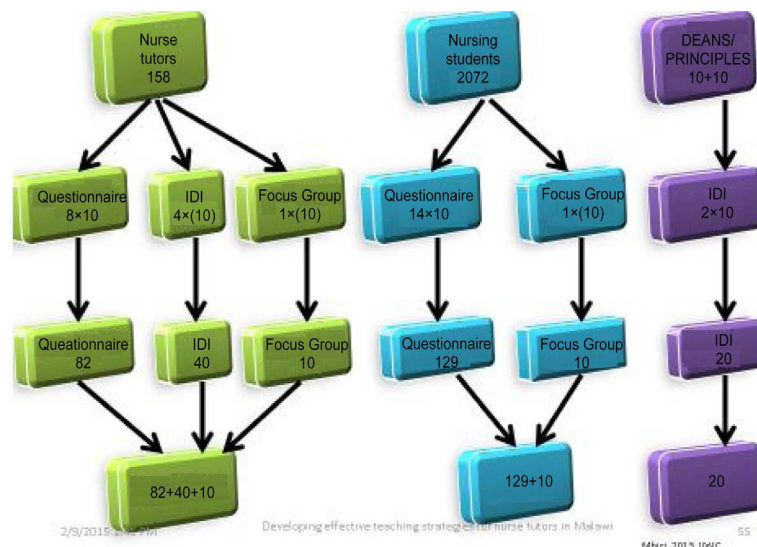 Nurse
tutors
158
Nursing
students
2072
DEANS/
PRINCIPLES
10+10
Questionnaire
8×10
IDI
4×(10)
Focus Group
1×(10)
Questionnaire
14×10
Focus Group
1×(10)
IDI
2×10
Queationnaire
82
IDI
40
Focus Group
10
Questionnaire
129
Focus Group
10
IDI
20
82+40+10
129+10
20
2/9/2015 PM
Developing effective teaching strategies of nurse tutors in Malawi
55